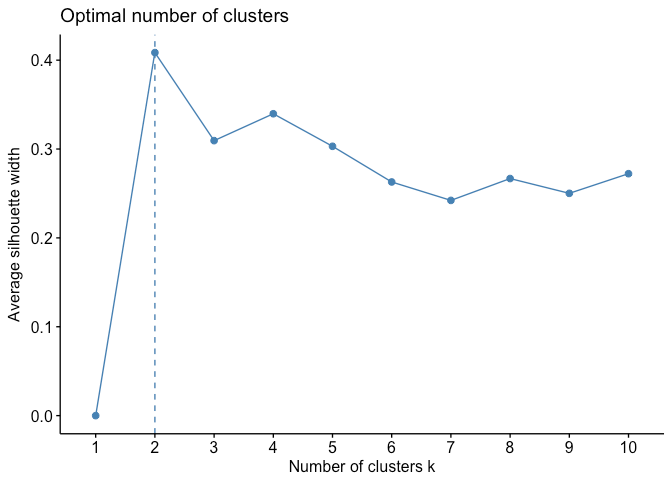 Optimal number of clusters
Average silhouette width
0.4
0.3
0.2
0.1
0.0
1 2 3 4 5 6 7 8 9 10
Number of clusters k